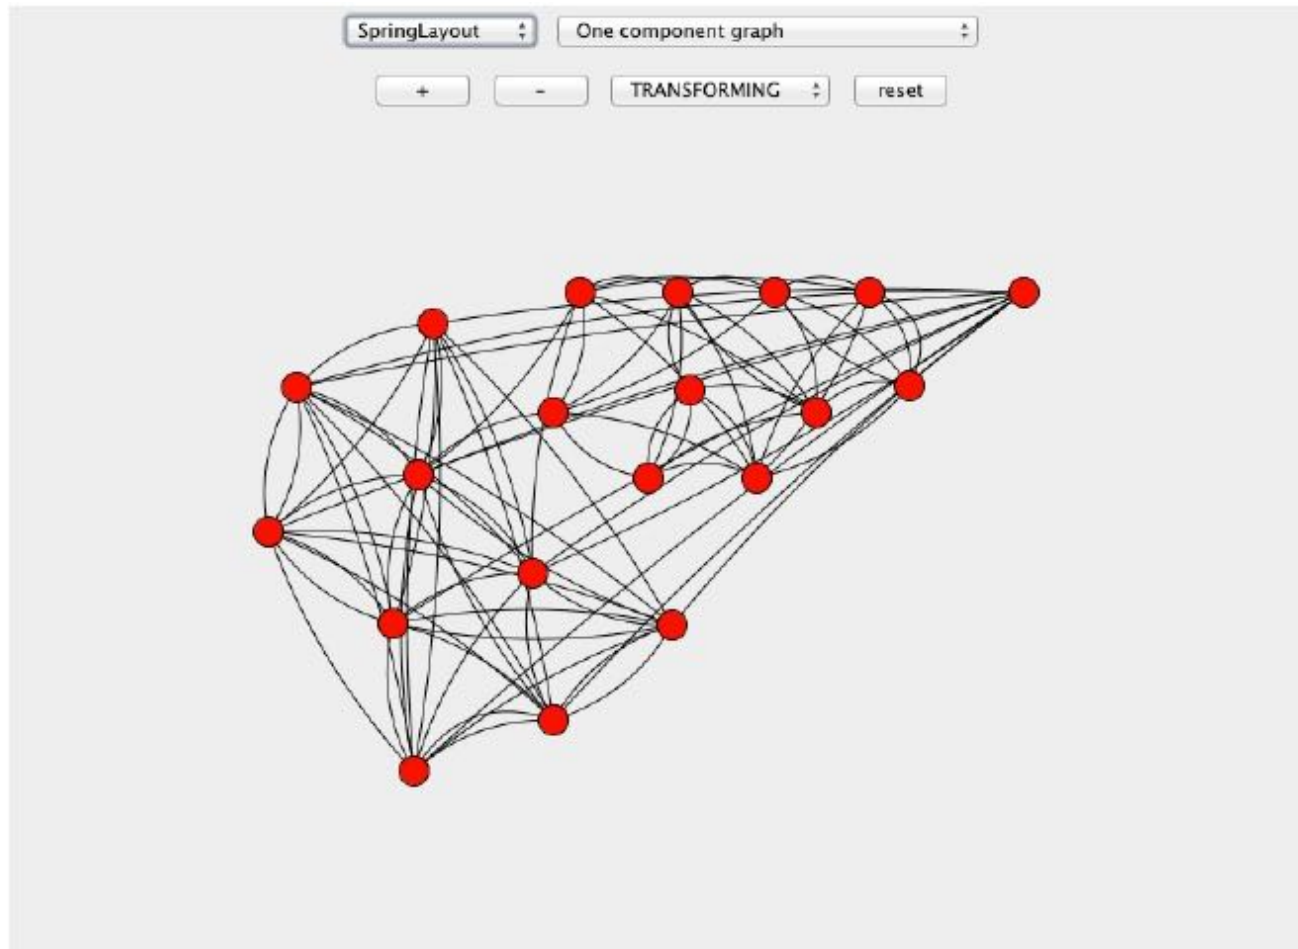 SpringLayout One component graph
+ - TRANSFORMING reset